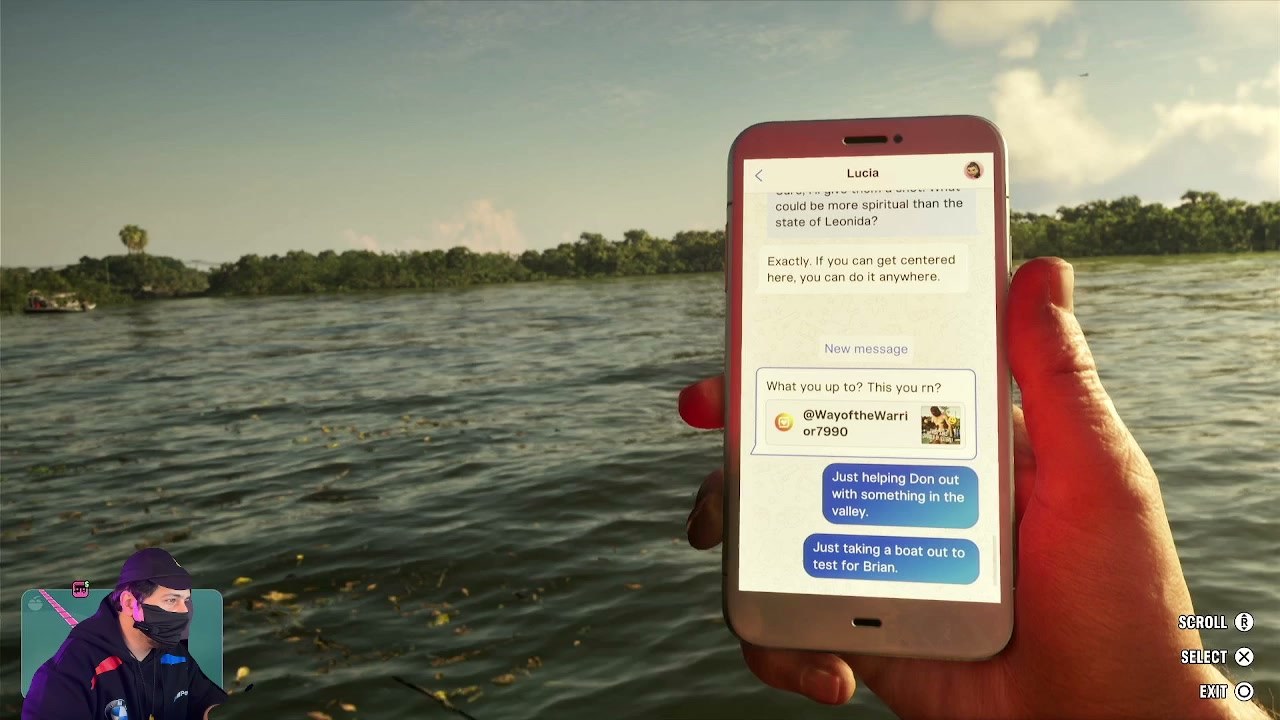 Lucia
could be more spiritual than the
state of Leonida?
Exactly. If you can get centered
here, you can do it anywhere.
New message
What you up to? This you rn?
@WayoftheWarri
or7990
Just helping Don out
with something in the
valley.
Just taking a boat out to
test for Brian.
SCROLL R
SELECT
EXIT